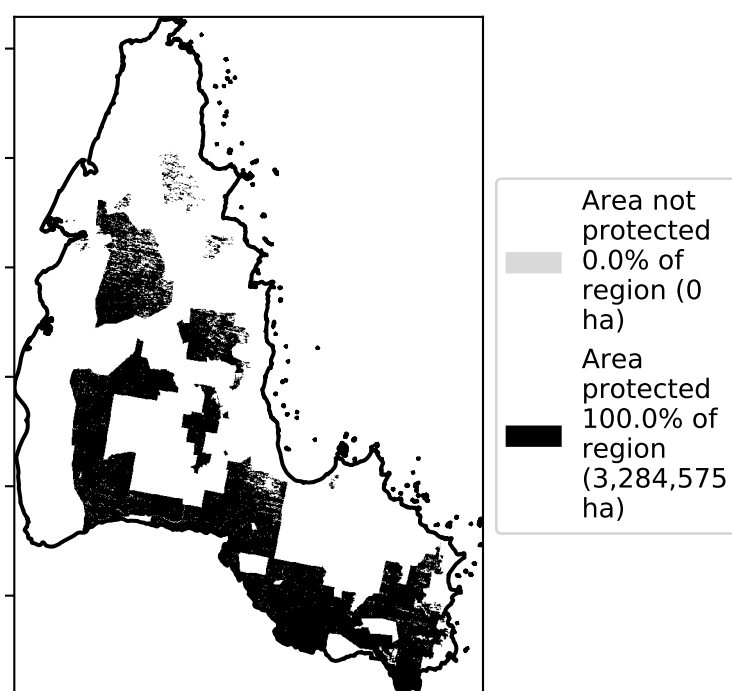 Area not
protected
0.0% of
region (0
ha)
Area
protected
100.0% of
region
(3,284,575
ha)